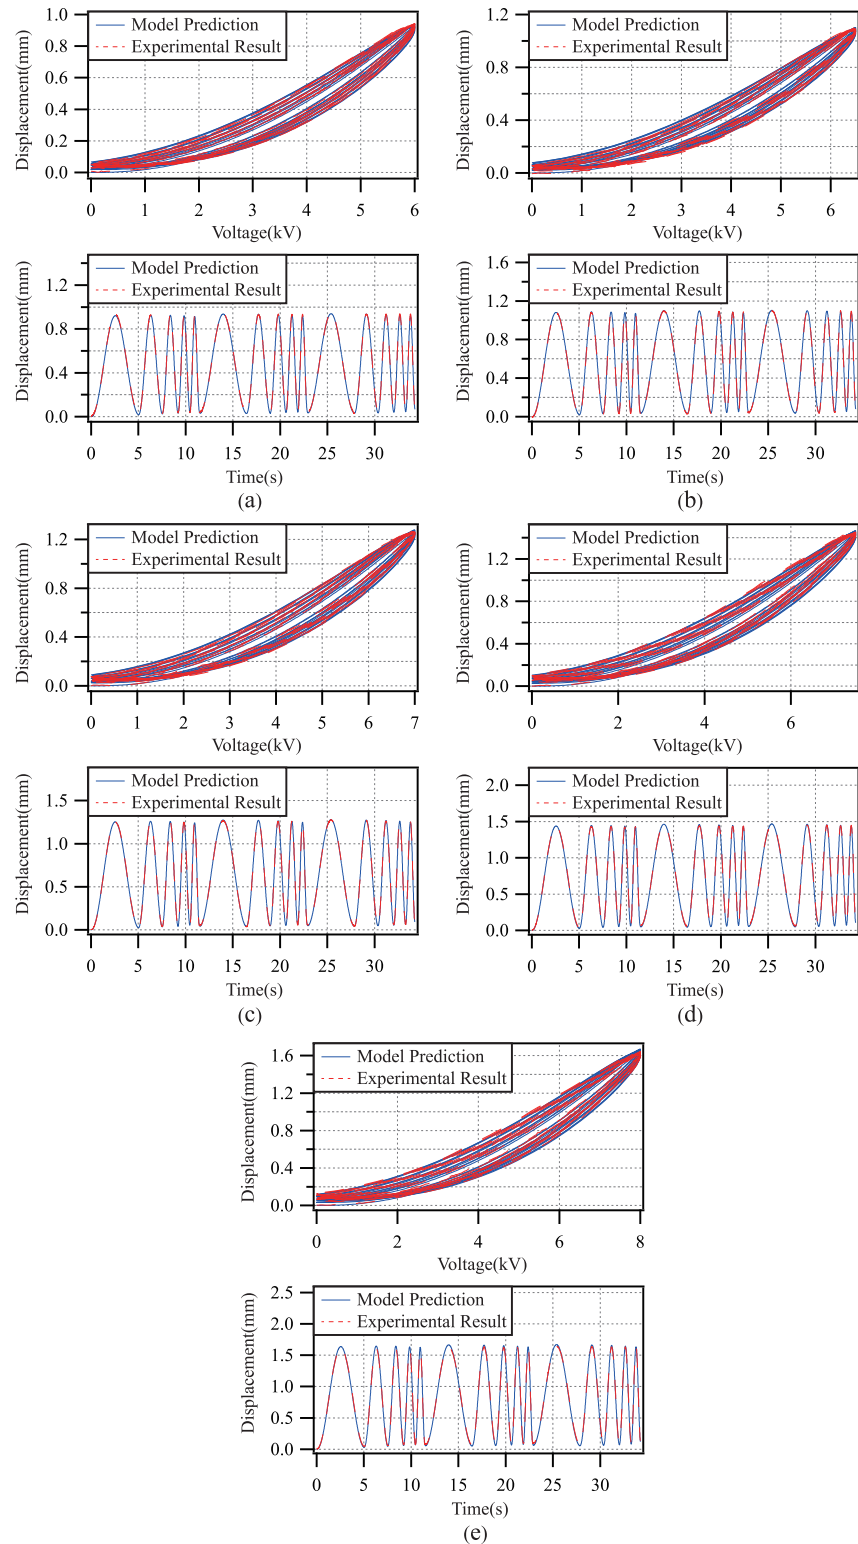 Model Prediction
Experimental Result
Displacement(mm)
1.0
0.8
0.6
0.4
0.2
0.0
0 1 2 3 4 5 6
Voltage(kV)
Model Prediction
Experimental Result
Displacement(mm)
1.2
0.8
0.4
0.0
0 1 2 3 4 5 6
Voltage(kV)
Model Prediction
Experimental Result
Displacement(mm)
1.2
0.8
0.4
0.0
0 5 10 15 20 25 30
Time(s)
(a)
Model Prediction
Experimental Result
Displacement(mm)
1.6
1.2
0.8
0.4
0.0
0 5 10 15 20 25 30
Time(s)
(b)
Model Prediction
Experimental Result
Displacement(mm)
1.2
0.8
0.4
0.0
0 1 2 3 4 5 6 7
Voltage(kV)
Model Prediction
Experimental Result
Displacement(mm)
1.2
0.8
0.4
0.0
0 2 4 6
Voltage(kV)
Model Prediction
Experimental Result
Displacement(mm)
1.5
1.0
0.5
0.0
0 5 10 15 20 25 30
Time(s)
(c)
Model Prediction
Experimental Result
Displacement(mm)
2.0
1.5
1.0
0.5
0.0
0 5 10 15 20 25 30
Time(s)
(d)
Model Prediction
Experimental Result
Displacement(mm)
1.6
1.2
0.8
0.4
0.0
0 2 4 6 8
Voltage(kV)
Model Prediction
Experimental Result
Displacement(mm)
2.5
2.0
1.5
1.0
0.5
0.0
0 5 10 15 20 25 30
Time(s)
(e)